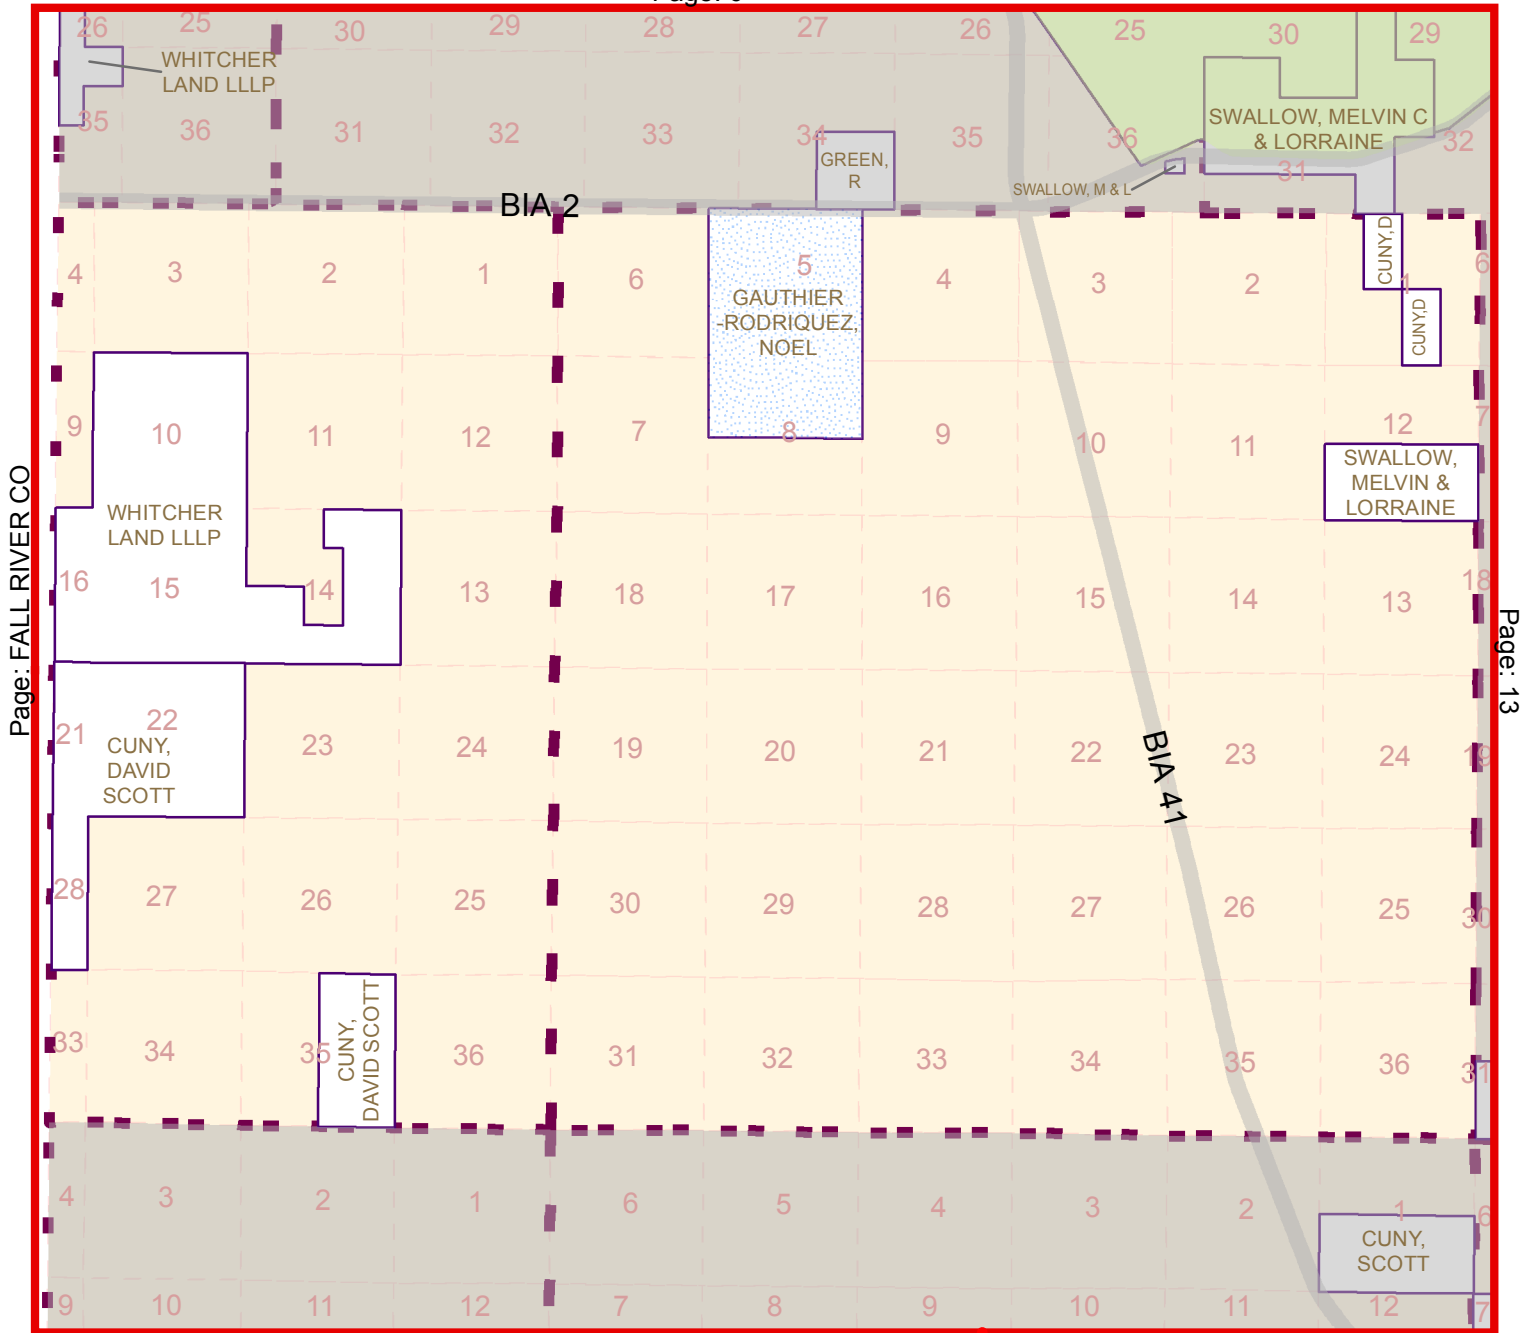 26 25 30 29 28 27 26 25 30 29
WHITCHER
LAND LLLP
35 36 31 32 33 34 35 36 31 32
SWALLOW, MELVIN C
& LORRAINE
GREEN,
R
SWALLOW, M & L
BIA 2
4 3 2 1 6 5 4 3 2 1 6
CUNY,D
CUNY,D
GAUTHIER
-RODRIQUEZ,
NOEL
9 10 11 12 7 8 9 10 11 12 7
SWALLOW,
MELVIN &
LORRAINE
WHITCHER
LAND LLLP
16 15 14 13 18 17 16 15 14 13 18
Page: FALL RIVER CO
Page: 13
21 22 23 24 19 20 21 22 23 24 19
CUNY,
DAVID
SCOTT
BIA 41
28 27 26 25 30 29 28 27 26 25 30
33 34 35 36 31 32 33 34 35 36 31
CUNY,
DAVID SCOTT
4 3 2 1 6 5 4 3 2 1 6
CUNY,
SCOTT
9 10 11 12 7 8 9 10 11 12 7